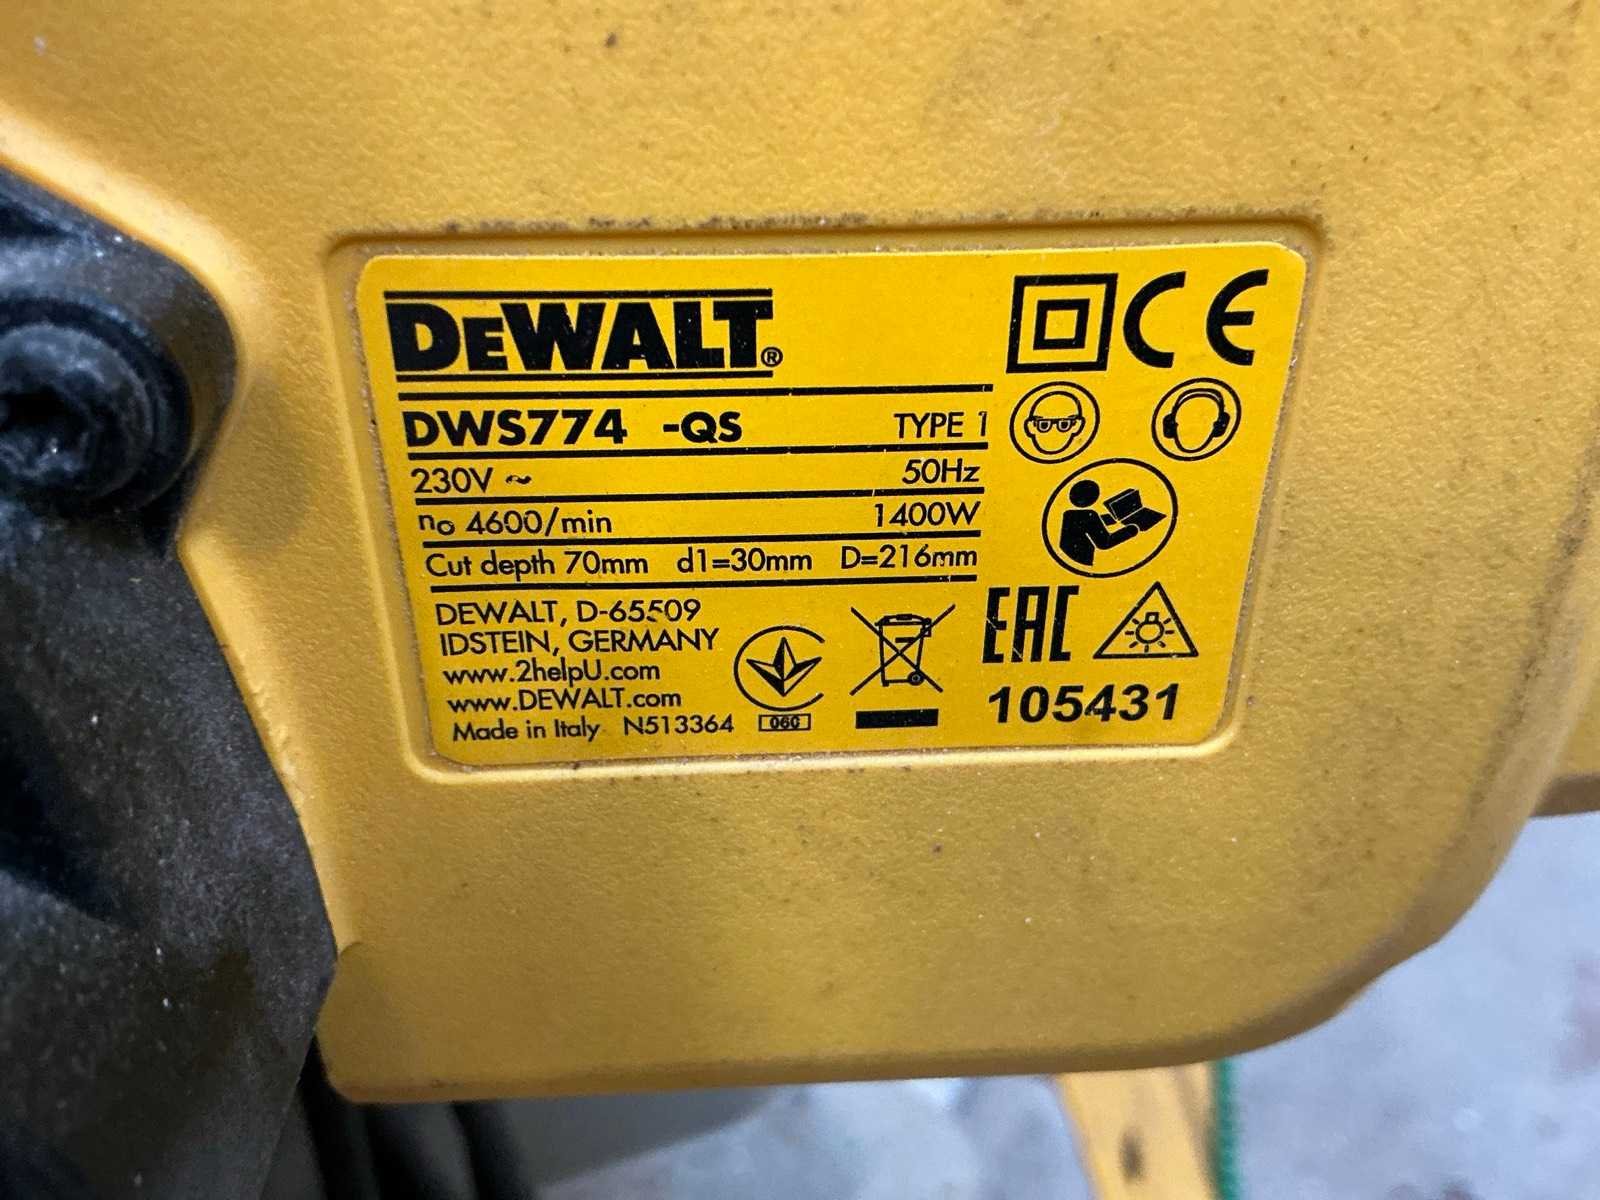 DEWALT®
DWS774 -QS TYPE 1
230V ~ 50Hz
no 4600/min 1400W
Cut depth 70mm d1=30mm D=216mm
DEWALT, D-65509
IDSTEIN, GERMANY
www.2helpU.com
www.DEWALT.com
Made in Italy N513364
060
CE
EAC
105431